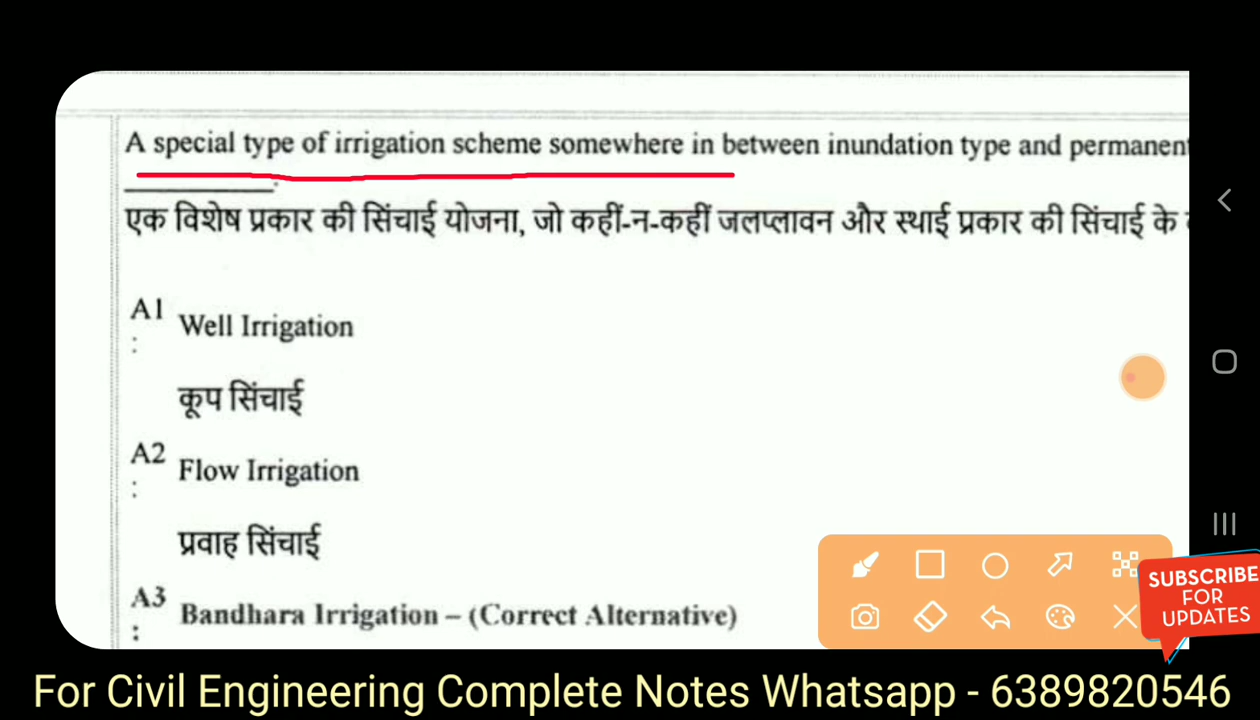 A special type of irrigation scheme somewhere in between inundation type and permanent
एक विशेष प्रकार की सिंचाई योजना, जो कहीं-न-कहीं जलप्लावन और स्थाई प्रकार की सिंचाई के
A1
:
Well Irrigation
कूप सिंचाई
A2
:
Flow Irrigation
प्रवाह सिंचाई
A3
:
Bandhara Irrigation – (Correct Alternative)
SUBSCRIBE
FOR
UPDATES
For Civil Engineering Complete Notes Whatsapp - 6389820546